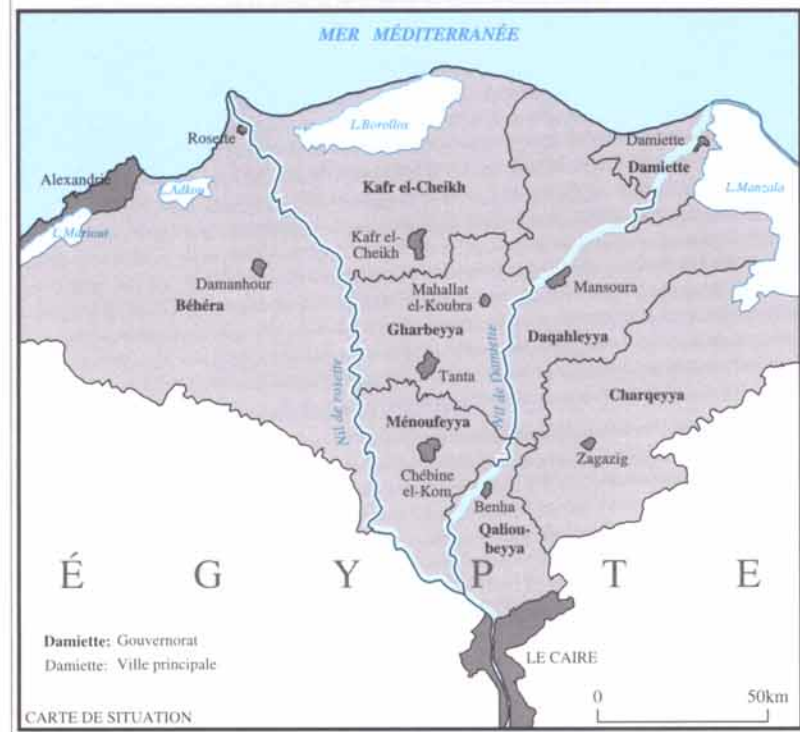 MER MÉDITERRANÉE
L.Borollox
Rosette
Damiette
Damiette
Alexandrie
L.Adkou
Kafr el-Cheikh
L.Manzala
L.Mariout
Kafr el-
Cheikh
Damanhour
Mahallat
el-Koubra
Mansoura
Béhéra
Gharbeyya
Daqahleyya
Tanta
Nil de rosette
Nil de Damiette
Charqeyya
Ménoufeyya
Chébine
el-Kom
Zagazig
Benha
Qaliou-
beyya
É G Y P T E
Damiette: Gouvernorat
Damiette: Ville principale
LE CAIRE
0 50km
CARTE DE SITUATION